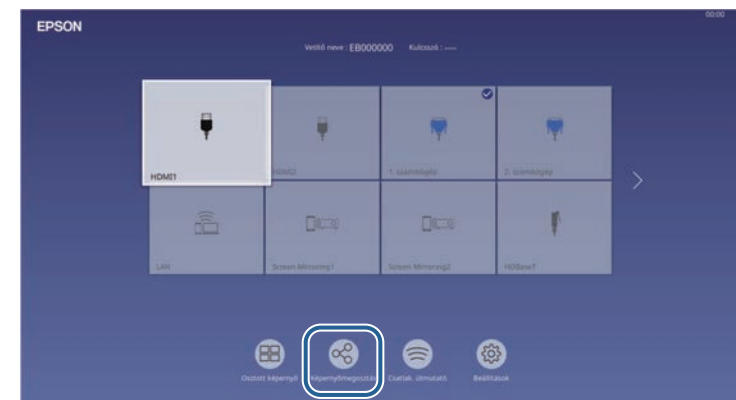 EPSON
00:00
Vetítő neve : EB000000 Kulcsszó : ----
HDMI1
HDMI2
1. számítógép
2. számítógép
LAN
Screen Mirroring1
Screen Mirroring2
HDBaseT
Osztott képernyő
Képernyőmegosztás
Csatlak. útmutató
Beállítások